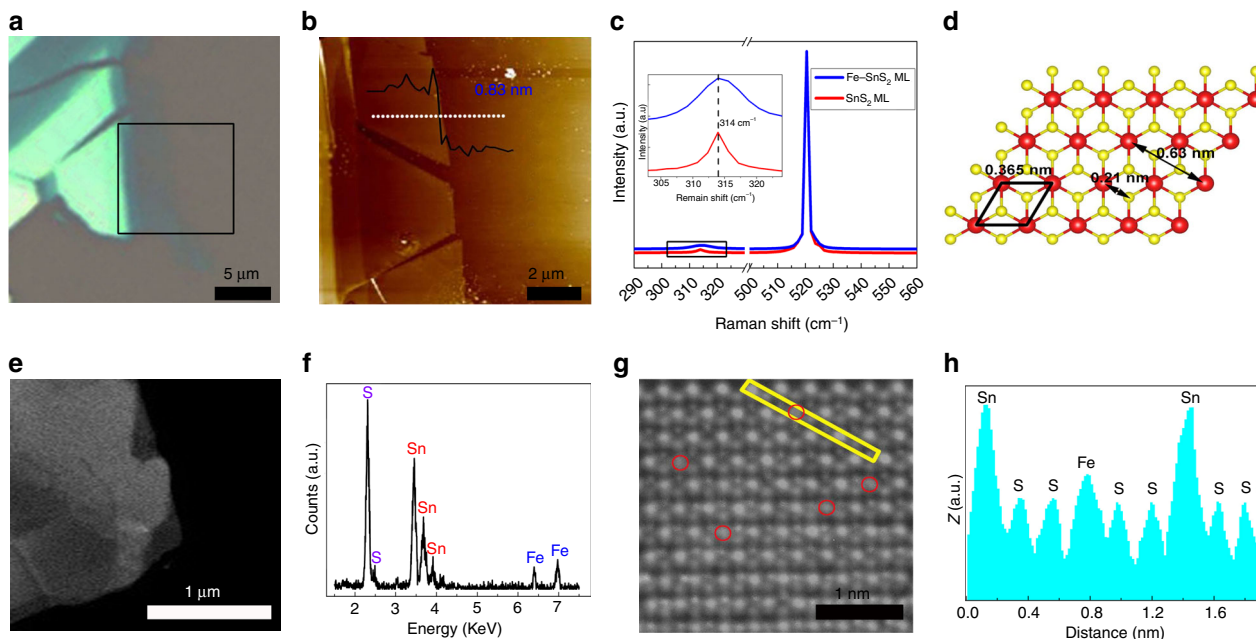 a
5 μm
b
0.83 nm
2 μm
c
Intensity (a.u.)
Fe–SnS₂ ML
SnS₂ ML
Intensity (a.u)
314 cm⁻¹
305 310 315 320
Remain shift (cm⁻¹)
290 300 310 320 500 510 520 530 540 550 560
Raman shift (cm⁻¹)
d
0.63 nm
0.365 nm
0.21 nm
e
1 μm
f
Counts (a.u.)
S
S
Sn
Sn
Sn
Fe
Fe
2 3 4 5 6 7
Energy (KeV)
g
1 nm
h
Z (a.u.)
Sn
S
S
Fe
S
S
Sn
S
S
0.0 0.4 0.8 1.2 1.6
Distance (nm)